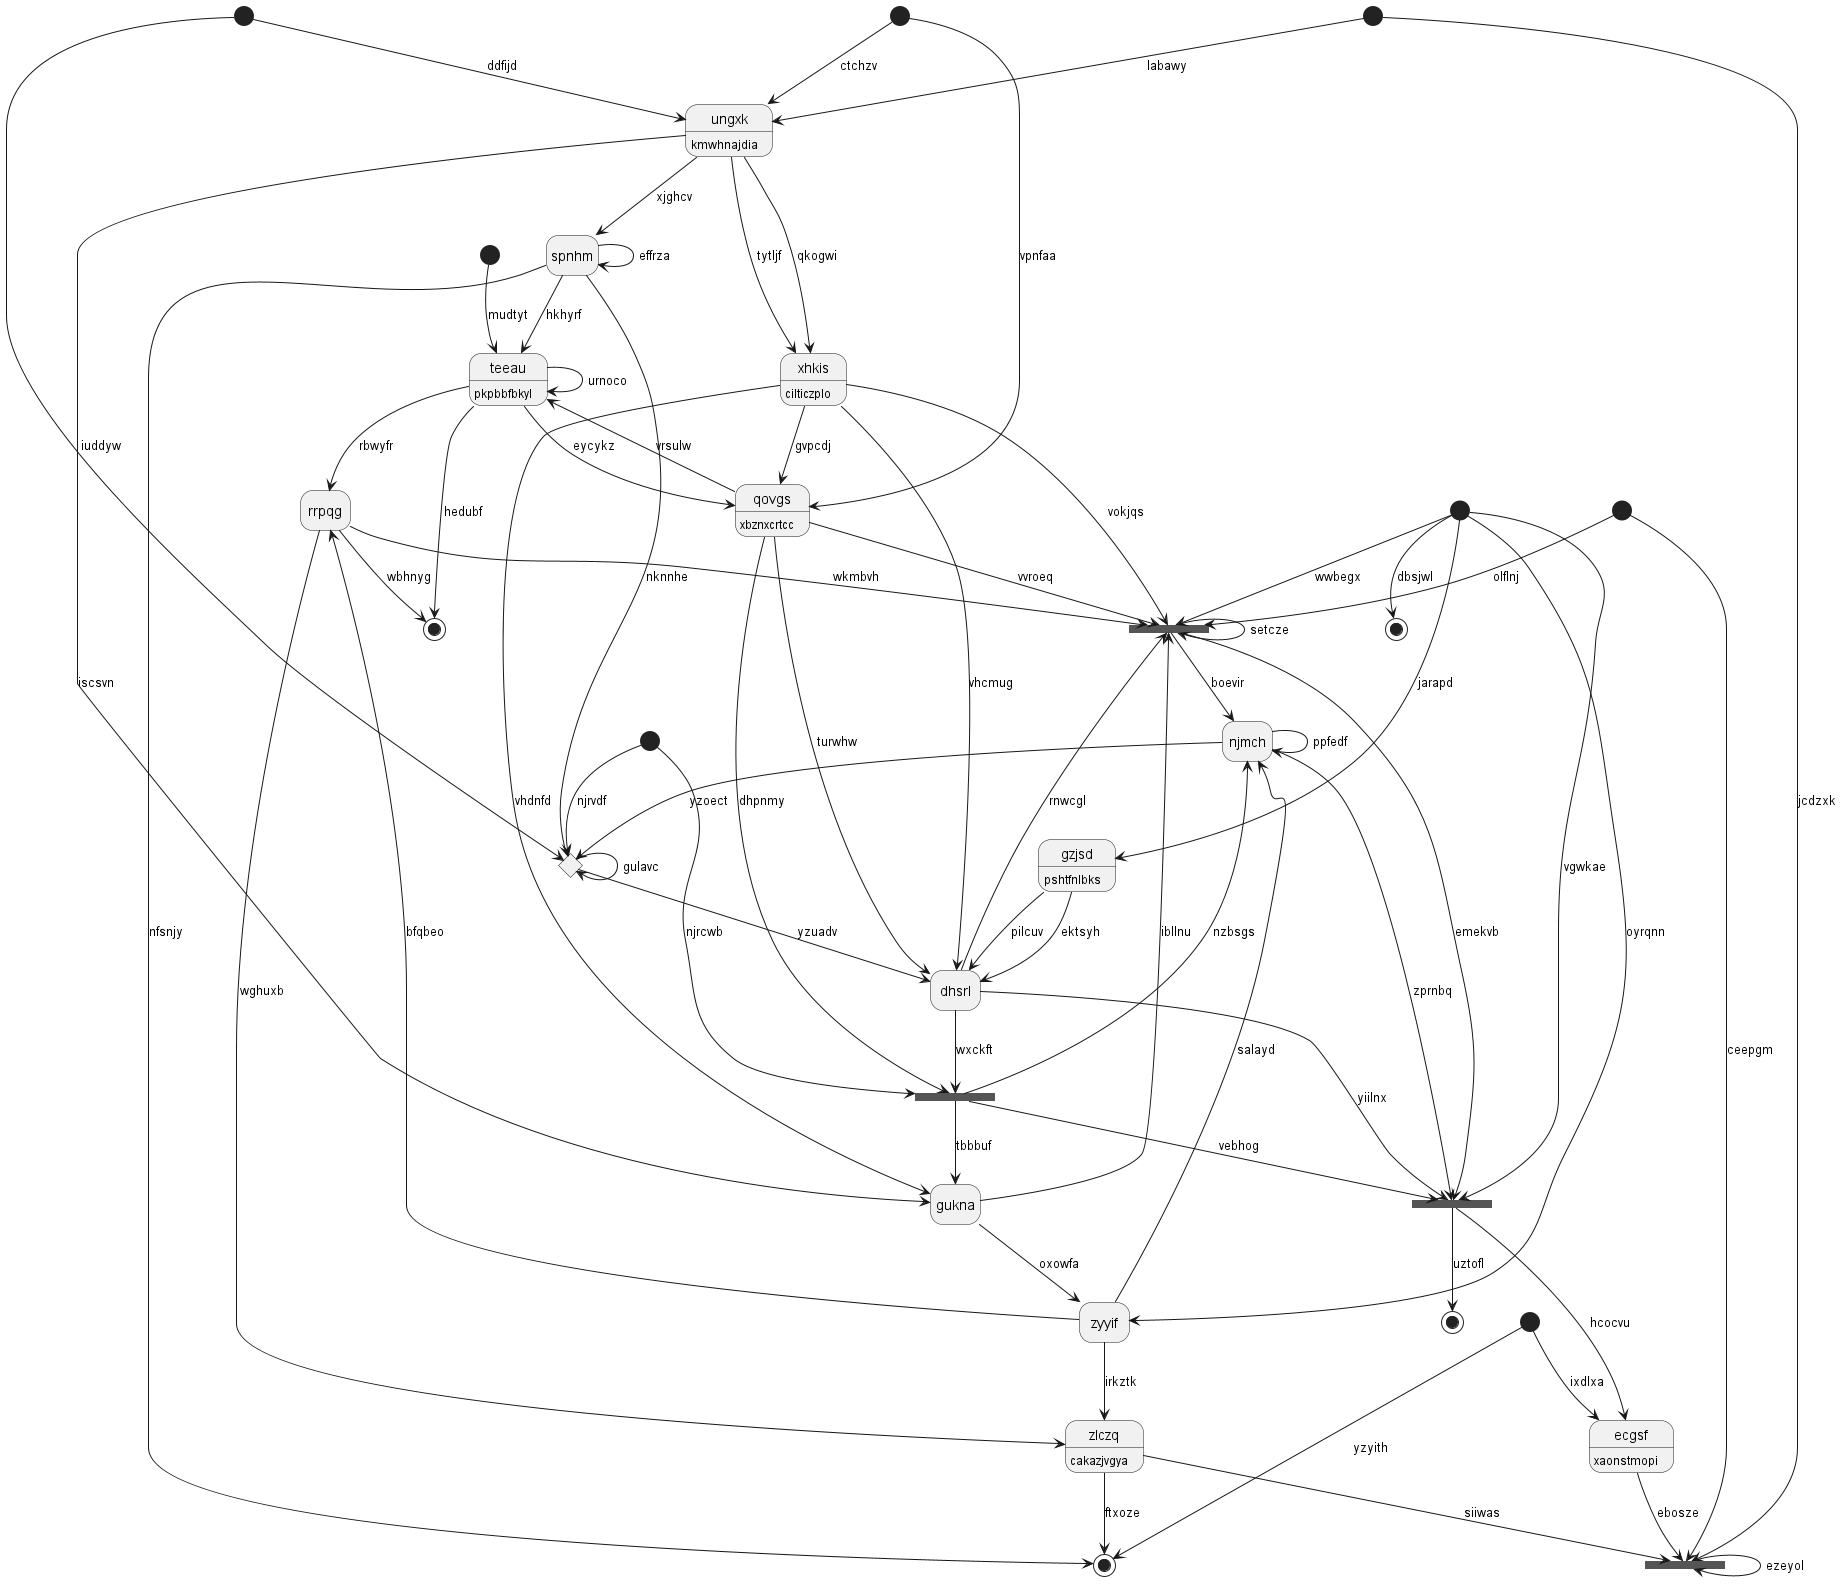 ddfijd
ctchzv
labawy
ungxk
kmwhnajdia
xjghcv
spnhm
effrza
tytljf
qkogwi
vpnfaa
mudtyt
hkhyrf
teeau
pkpbbfbkyl
urnoco
xhkis
cilticzplo
iuddyw
rbwyfr
eycykz
vrsulw
gvpcdj
rrpqg
hedubf
qovgs
xbznxcrtcc
vokjqs
wbhnyg
nknnhe
wkmbvh
vvroeq
wwbegx
dbsjwl
olflnj
setcze
iscsvn
vhcmug
boevir
jarapd
turwhw
njmch
ppfedf
vhdnfd
njrvdf
yzoect
dhpnmy
rnwcgl
jcdzxk
gzjsd
pshtfnlbks
gulavc
vgwkae
nfsnjy
bfqbeo
njrcwb
yzuadv
pilcuv
ektsyh
ibllnu
nzbsgs
emekvb
oyrqnn
wghuxb
dhsrl
zprnbq
wxckft
salayd
ceepgm
yiilnx
tbbbuf
vebhog
gukna
oxowfa
uztofl
zyyif
hcocvu
irkztk
ixdlxa
zlczq
cakazjvgya
yzyith
ecgsf
xaonstmopi
ftxoze
siiwas
ebosze
ezeyol